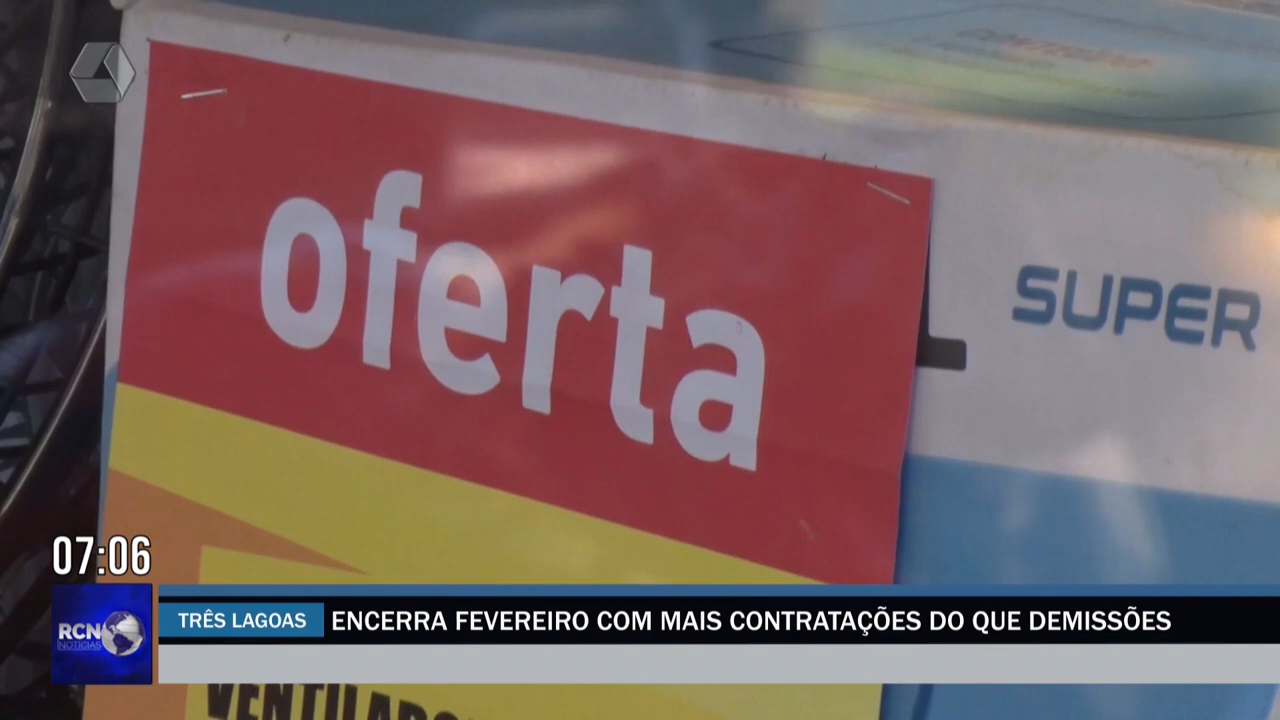 oferta
SUPER
07:06
RCN
NOTÍCIAS
TRÊS LAGOAS
ENCERRA FEVEREIRO COM MAIS CONTRATAÇÕES DO QUE DEMISSÕES